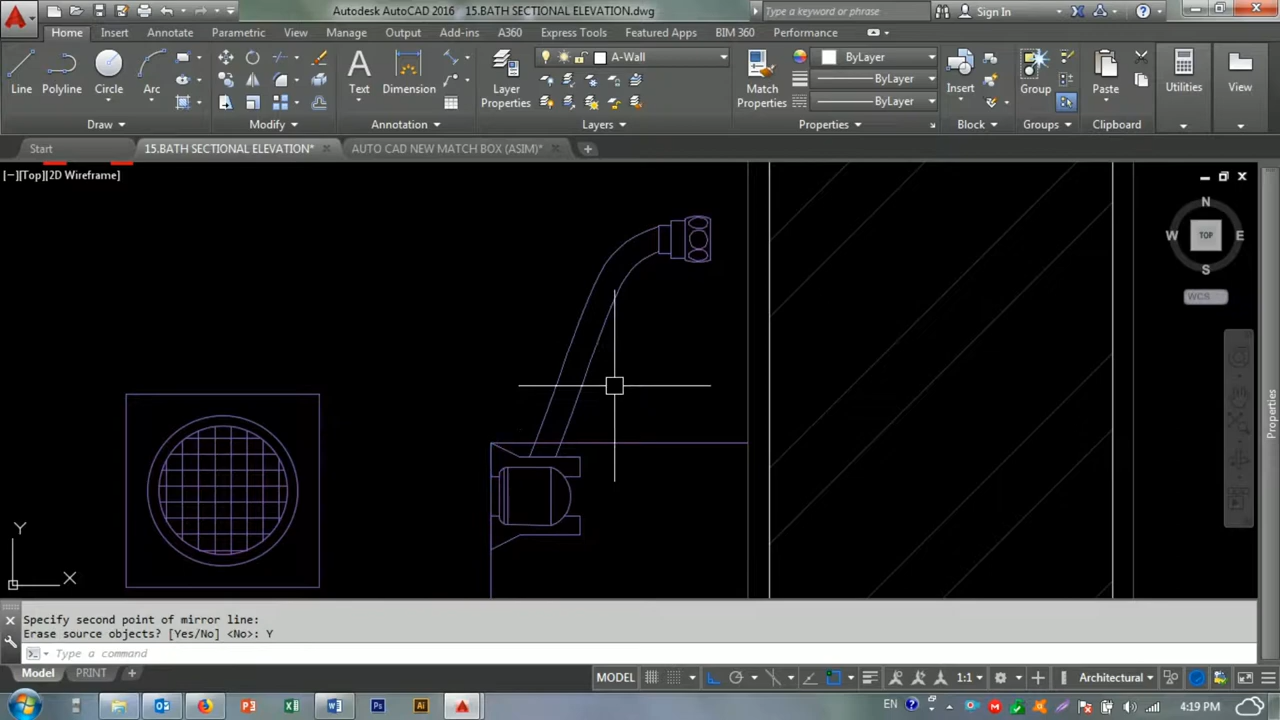 Autodesk AutoCAD 2016 15.BATH SECTIONAL ELEVATION.dwg
Type a keyword or phrase
Sign In
Home Insert Annotate Parametric View Manage Output Add-ins A360 Express Tools Featured Apps BIM 360 Performance
A-Wall
ByLayer
ByLayer
ByLayer
Line Polyline Circle Arc
Text Dimension
Layer Properties
Match Properties
Insert
Group
Paste
Utilities
View
Draw Modify Annotation Layers Properties Block Groups Clipboard
Start 15.BATH SECTIONAL ELEVATION* AUTO CAD NEW MATCH BOX (ASIM)*
[−][Top][2D Wireframe]
N
W TOP E
S
WCS
Properties
Y
X
Specify second point of mirror line:
Erase source objects? [Yes/No] <No>: Y
Type a command
Model PRINT
MODEL 1:1 Architectural
EN 4:19 PM